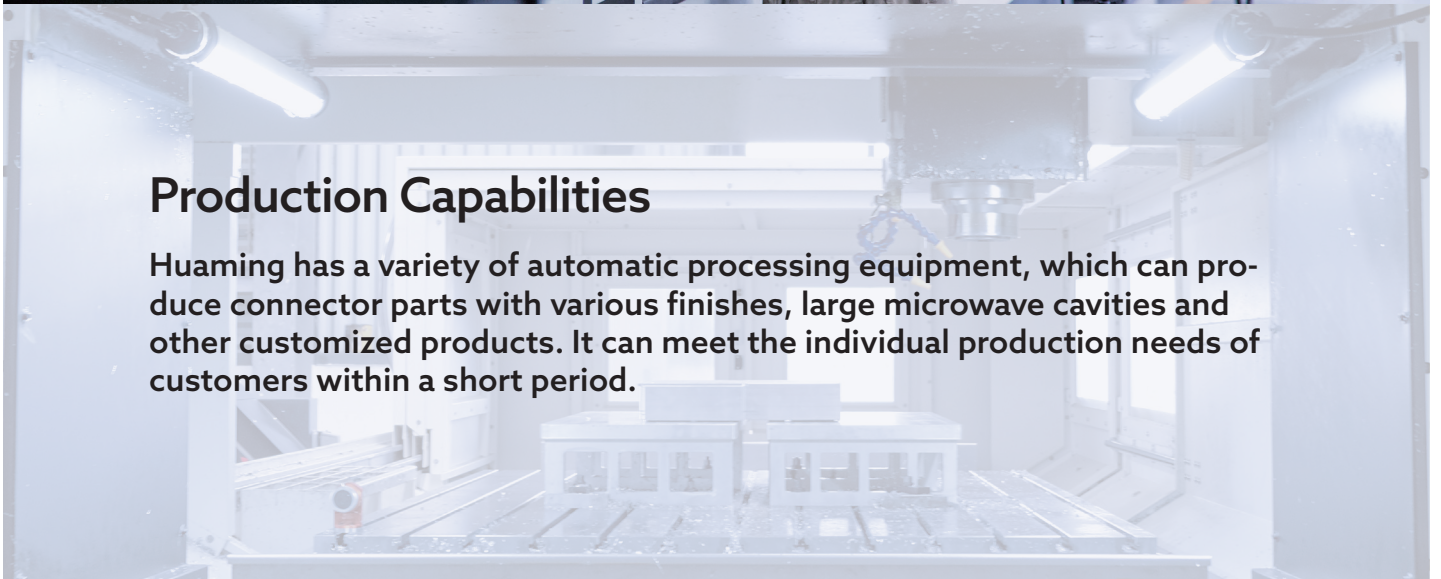 Production Capabilities
Huaming has a variety of automatic processing equipment, which can pro-
duce connector parts with various finishes, large microwave cavities and
other customized products. It can meet the individual production needs of
customers within a short period.